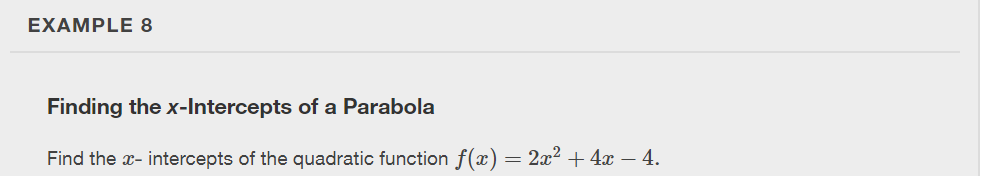 EXAMPLE 8
Finding the x-Intercepts of a Parabola
Find the x- intercepts of the quadratic function f(x) = 2x² + 4x − 4.